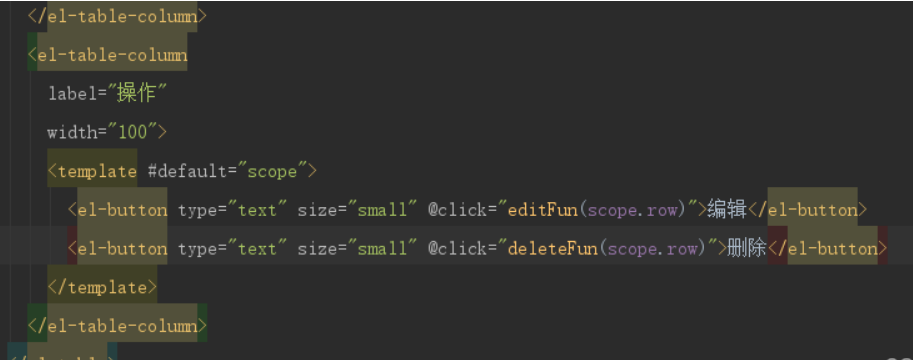 </el-table-column>
<el-table-column
label="操作"
width="100">
<template #default="scope">
<el-button type="text" size="small" @click="editFun(scope.row)">编辑</el-button>
<el-button type="text" size="small" @click="deleteFun(scope.row)">删除</el-button>
</template>
</el-table-column>